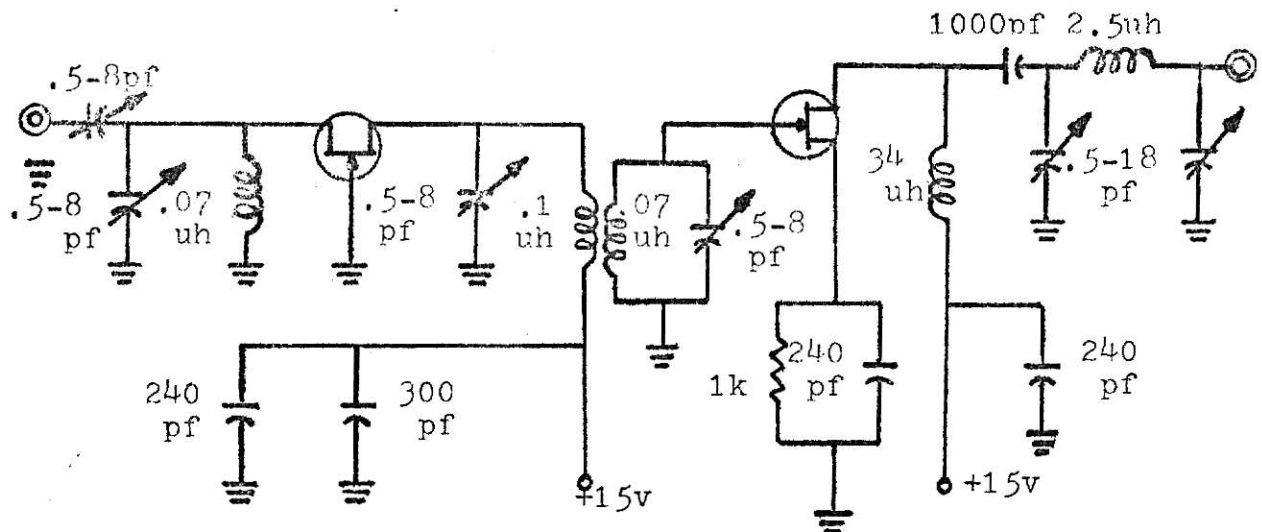 1000pf 2.5uh
.5-8pf
.5-8
pf
.07
uh
.5-8
pf
.1
uh
.07
uh
.5-8
pf
34
uh
.5-18
pf
240
pf
300
pf
1k
240
pf
240
pf
+15v
+15v